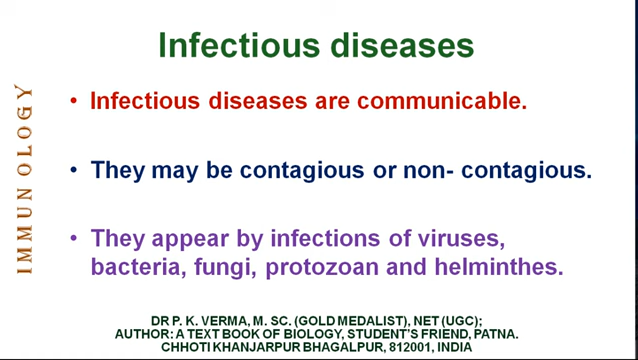 Infectious diseases
IMMUNOLOGY
• Infectious diseases are communicable.
• They may be contagious or non- contagious.
• They appear by infections of viruses,
bacteria, fungi, protozoan and helminthes.
DR P. K. VERMA, M. SC. (GOLD MEDALIST), NET (UGC);
AUTHOR: A TEXT BOOK OF BIOLOGY, STUDENT'S FRIEND, PATNA.
CHHOTI KHANJARPUR BHAGALPUR, 812001, INDIA